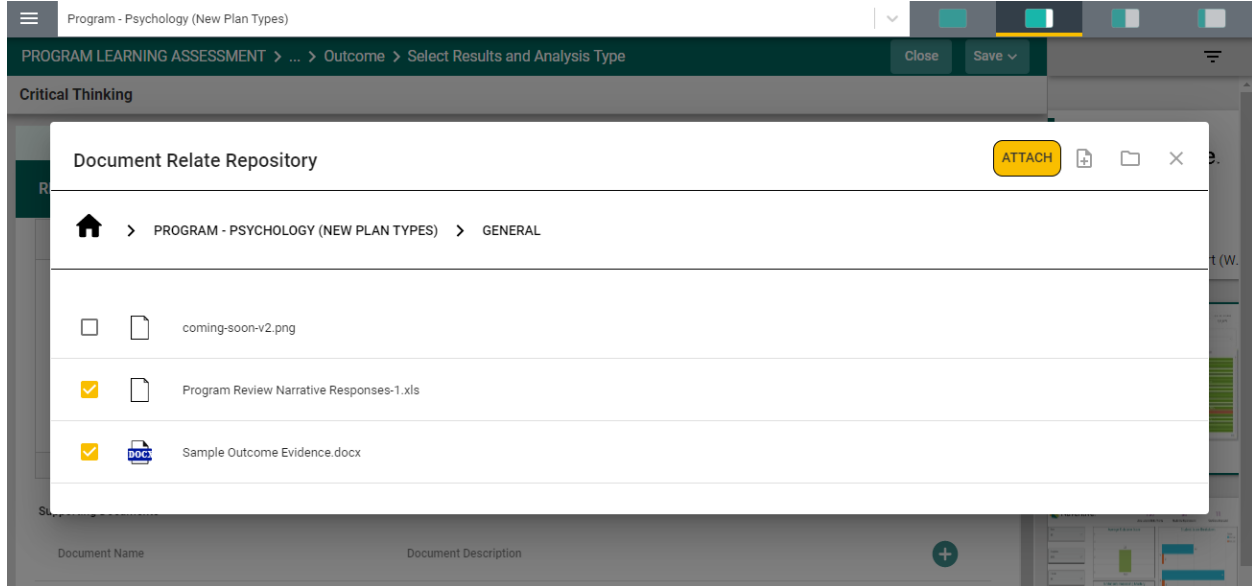 Program - Psychology (New Plan Types)
PROGRAM LEARNING ASSESSMENT > ... > Outcome > Select Results and Analysis Type
Close
Save
Critical Thinking
Document Relate Repository
ATTACH
PROGRAM - PSYCHOLOGY (NEW PLAN TYPES) > GENERAL
coming-soon-v2.png
Program Review Narrative Responses-1.xls
DOCX
Sample Outcome Evidence.docx
Supporting Documents
Document Name
Document Description